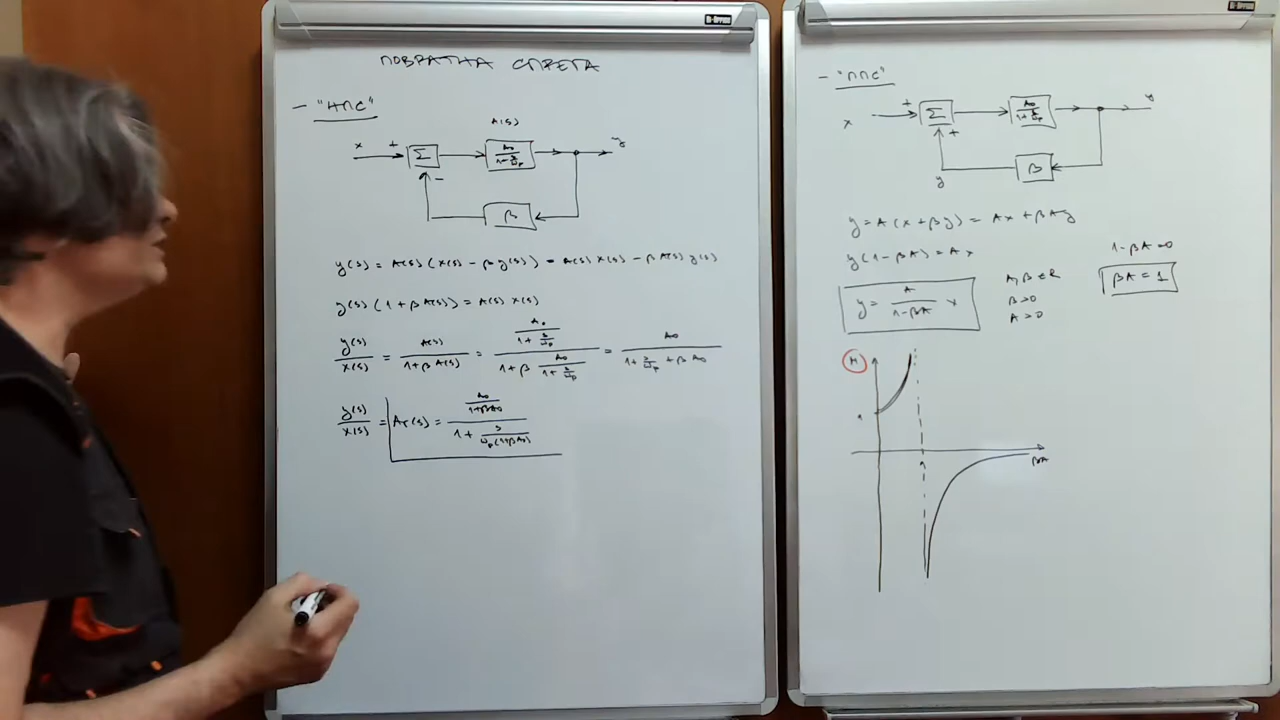 ПОВРАТНА СПРЕГА
- "НПС"
A(s)
x + Σ A₀/(1+s/ωp) y
-
β
y(s) = A(s) (x(s) - βy(s)) = A(s) x(s) - βA(s) y(s)
y(s) (1 + βA(s)) = A(s) x(s)
y(s)/x(s) = A(s)/(1+βA(s)) = (A₀/(1+s/ωp))/(1+β A₀/(1+s/ωp)) = A₀/(1+s/ωp+βA₀)
y(s)/x(s) = Ar(s) = (A₀/(1+βA₀))/(1+s/(ωp(1+βA₀)))
D-OFFICE
- "ППС"
x + Σ A₀/(1+s/ωp) y
+
β
y
y = A(x+βy) = Ax + βAy
y(1-βA) = Ax
1-βA=0
y = A/(1-βA) x
A,β∈R
β>0
A>0
βA = 1
βA